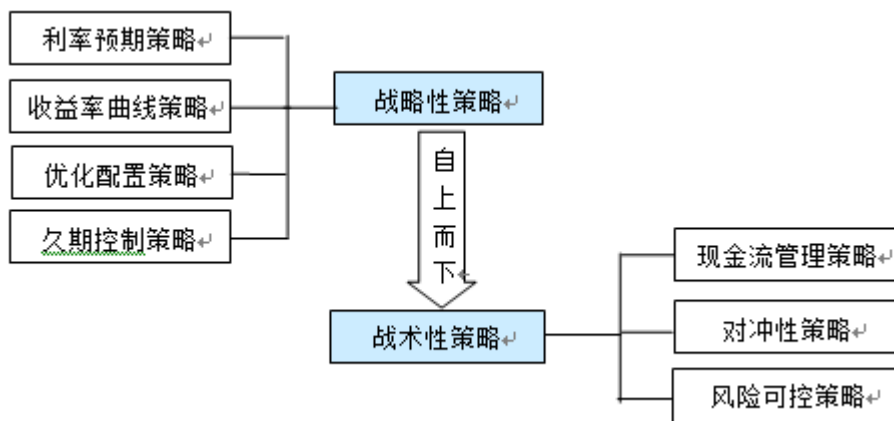 利率预期策略
收益率曲线策略
优化配置策略
久期控制策略
战略性策略
自
上
而
下
战术性策略
现金流管理策略
对冲性策略
风险可控策略